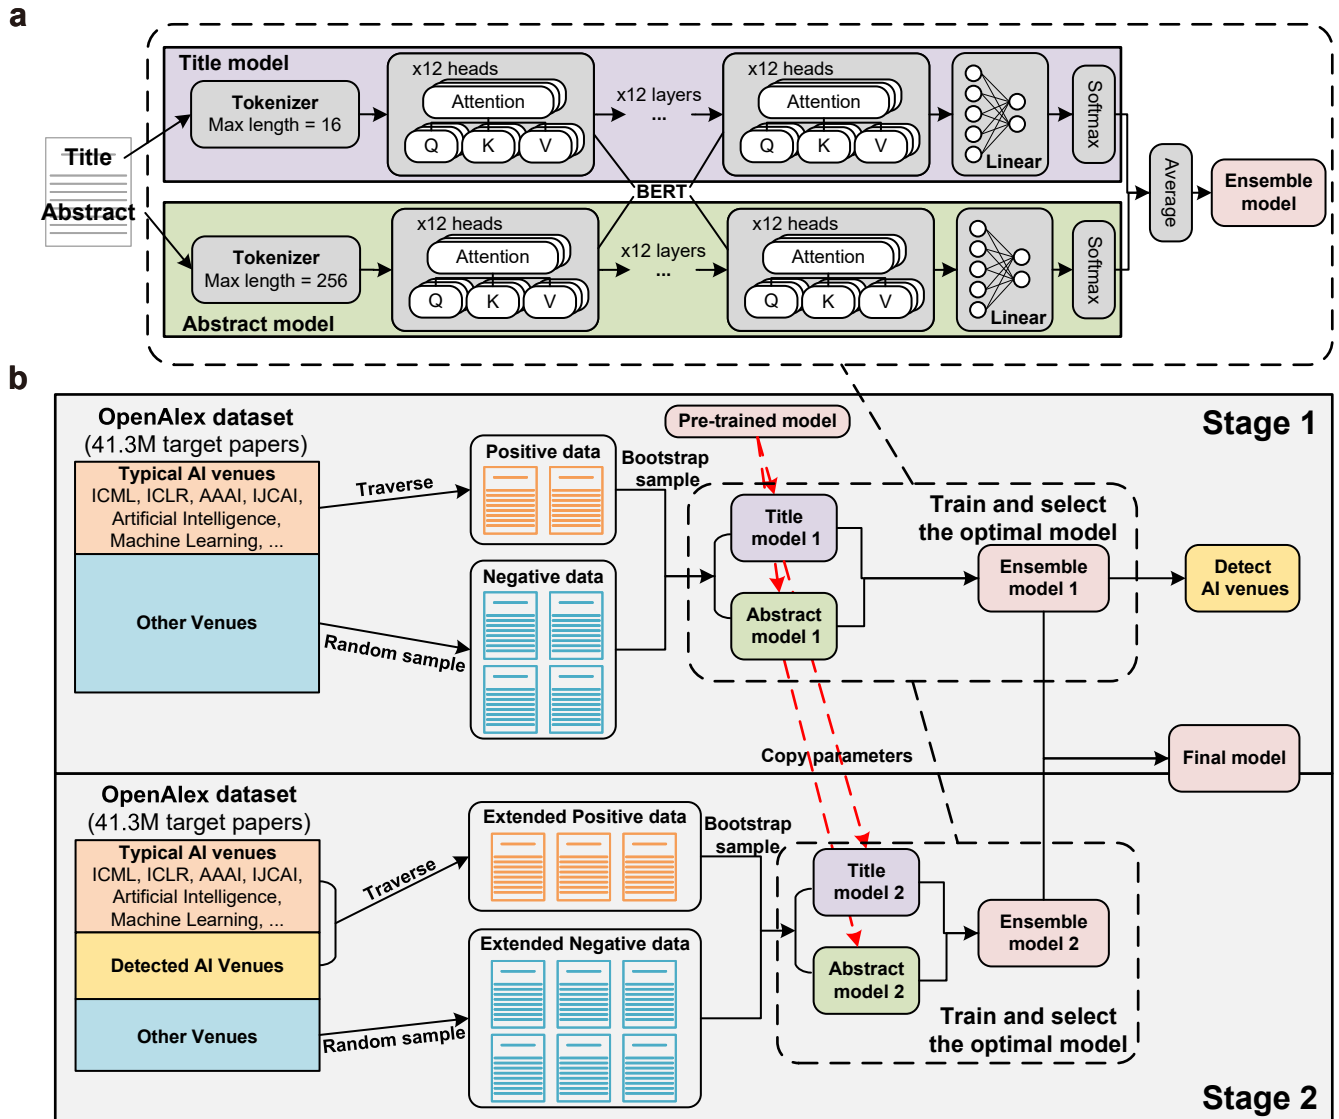 a
Title model
Tokenizer
Max length = 16
x12 heads
Attention
Q
K
V
x12 layers
...
x12 heads
Attention
Q
K
V
Linear
Softmax
Title
Abstract
BERT
Average
Ensemble
model
Tokenizer
Max length = 256
x12 heads
Attention
Q
K
V
x12 layers
...
x12 heads
Attention
Q
K
V
Linear
Softmax
Abstract model
b
Stage 1
OpenAlex dataset
(41.3M target papers)
Typical AI venues
ICML, ICLR, AAAI, IJCAI,
Artificial Intelligence,
Machine Learning, ...
Other Venues
Traverse
Random sample
Positive data
Negative data
Bootstrap
sample
Pre-trained model
Title
model 1
Abstract
model 1
Train and select
the optimal model
Ensemble
model 1
Detect
AI venues
Copy parameters
Final model
OpenAlex dataset
(41.3M target papers)
Typical AI venues
ICML, ICLR, AAAI, IJCAI,
Artificial Intelligence,
Machine Learning, ...
Detected AI Venues
Other Venues
Traverse
Random sample
Extended Positive data
Extended Negative data
Bootstrap
sample
Title
model 2
Abstract
model 2
Ensemble
model 2
Train and select
the optimal model
Stage 2